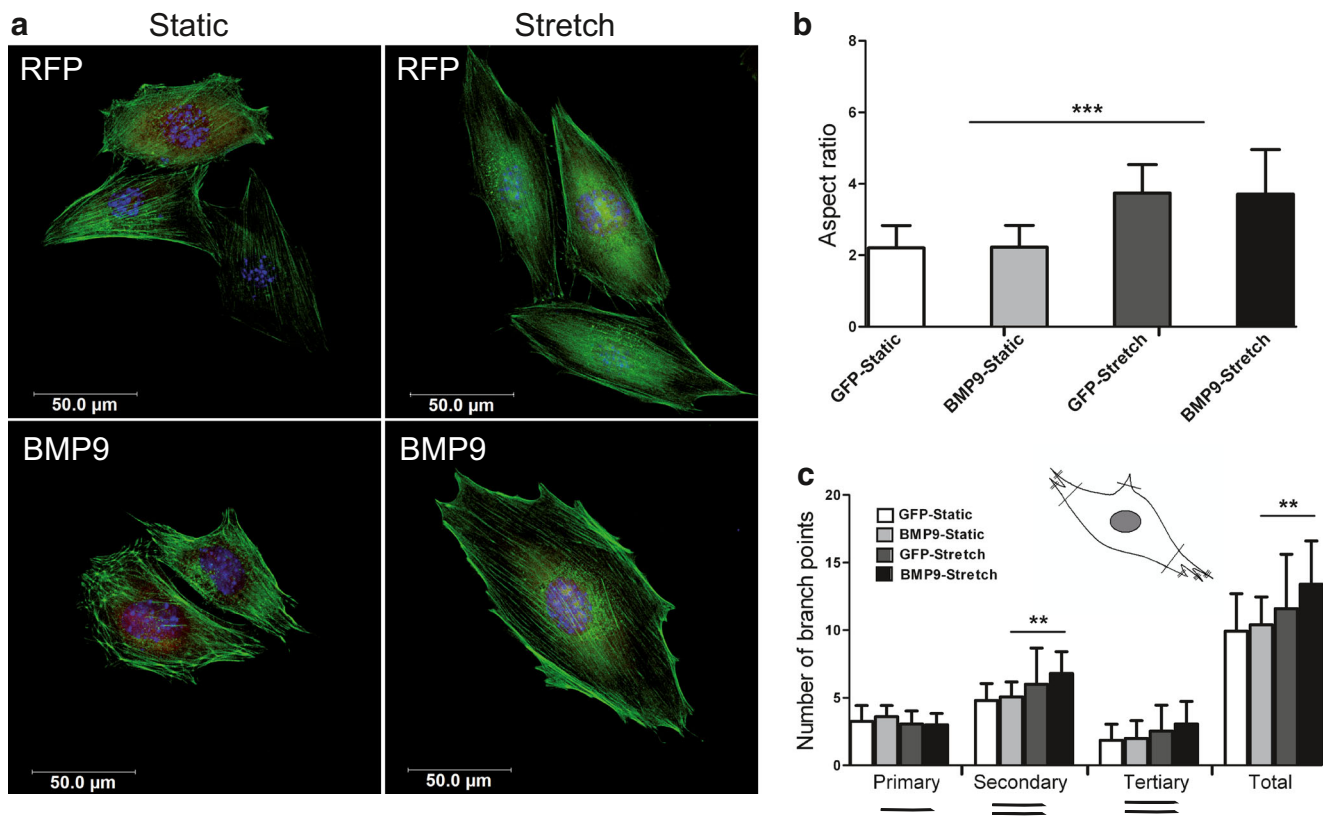 a
Static
Stretch
RFP
RFP
50.0 µm
50.0 µm
BMP9
BMP9
50.0 µm
50.0 µm
b
8
6
4
2
0
Aspect ratio
***
GFP-Static
BMP9-Static
GFP-Stretch
BMP9-Stretch
c
20
15
10
5
0
Number of branch points
GFP-Static
BMP9-Static
GFP-Stretch
BMP9-Stretch
**
**
Primary
Secondary
Tertiary
Total